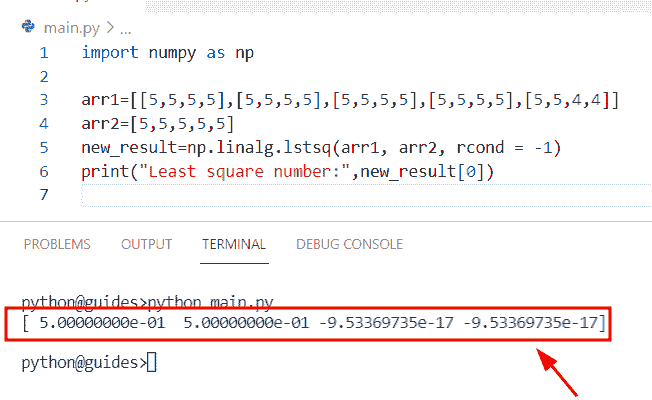 main.py > ...
1 import numpy as np
2
3 arr1=[[5,5,5,5],[5,5,5,5],[5,5,5,5],[5,5,5,5],[5,5,4,4]]
4 arr2=[5,5,5,5,5]
5 new_result=np.linalg.lstsq(arr1, arr2, rcond = -1)
6 print("Least square number:",new_result[0])
7
PROBLEMS OUTPUT TERMINAL DEBUG CONSOLE
python@guides>python main.py
[ 5.00000000e-01 5.00000000e-01 -9.53369735e-17 -9.53369735e-17]
python@guides>